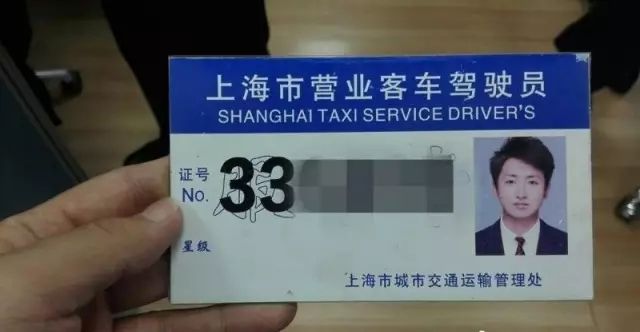 上海市营业客车驾驶员
SHANGHAI TAXI SERVICE DRIVER'S
证号
No. 33
星级
上海市城市交通运输管理处